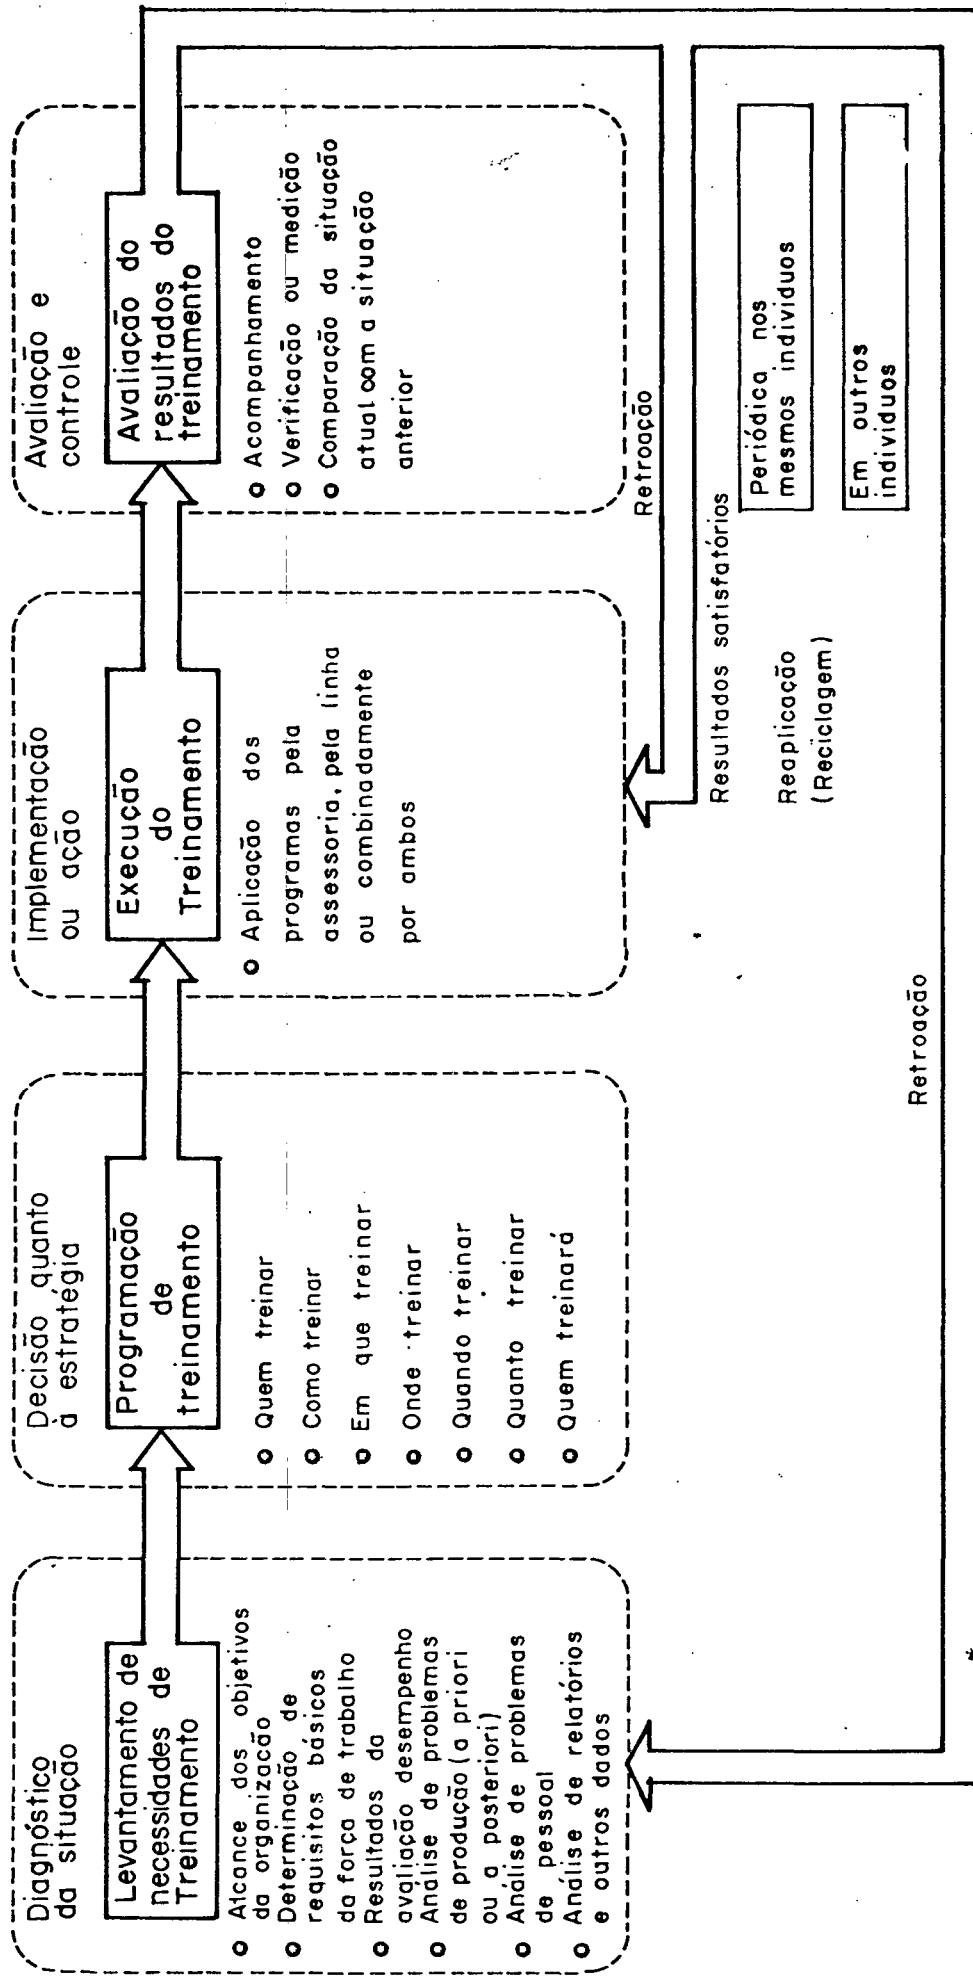 Diagnóstico
da situação
Levantamento de
necessidades de
Treinamento
Alcance dos objetivos
da organização
Determinação de
requisitos básicos
da força de trabalho
Resultados da
avaliação desempenho
Análise de problemas
de produção (a priori
ou a posteriori)
Análise de problemas
de pessoal
Análise de relatórios
e outros dados
Decisão quanto
à estratégia
Programação
de
treinamento
Quem treinar
Como treinar
Em que treinar
Onde treinar
Quando treinar
Quanto treinar
Quem treinará
Implementação
ou ação
Execução
do
Treinamento
Aplicação dos
programas pela
assessoria, pela linha
ou combinadamente
por ambos
Avaliação e
controle
Avaliação do
resultados do
treinamento
Acompanhamento
Verificação ou medição
Comparação da situação
atual com a situação
anterior
Retroação
Resultados satisfatórios
Reaplicação
(Reciclagem)
Periódica nos
mesmos individuos
Em outros
individuos
Retroação